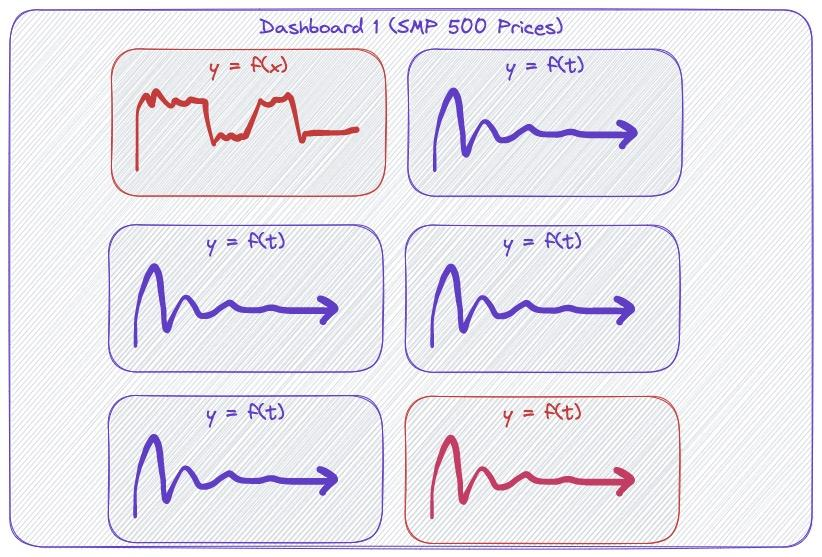 Dashboard 1 (SMP 500 Prices)
y = f(x)
y = f(t)
y = f(t)
y = f(t)
y = f(t)
y = f(t)